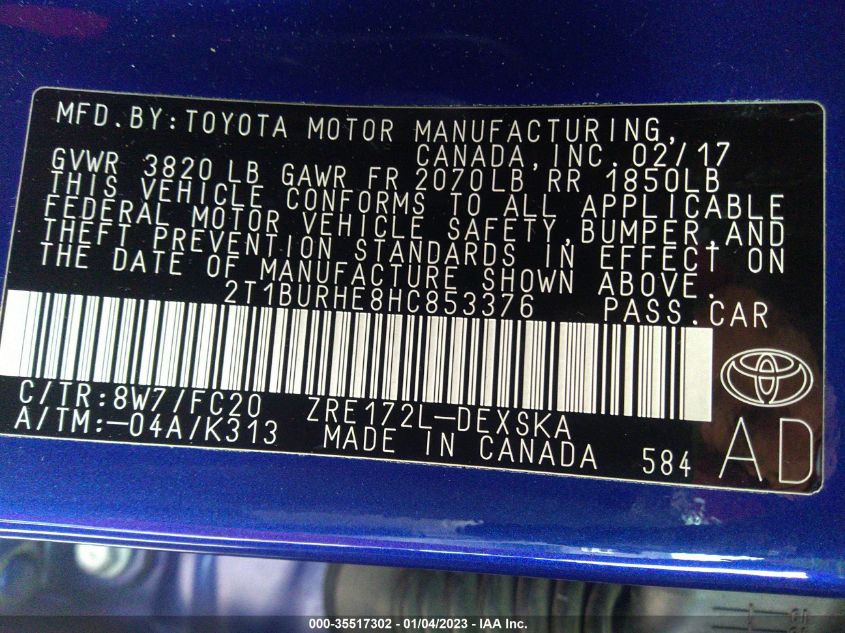 MFD.BY:TOYOTA MOTOR MANUFACTURING,
CANADA,INC. 02/17
GVWR 3820 LB GAWR FR 2070LB RR 1850LB
THIS VEHICLE CONFORMS TO ALL APPLICABLE
FEDERAL MOTOR VEHICLE SAFETY,BUMPER,AND
THEFT PREVENTION STANDARDS IN EFFECT ON
THE DATE OF MANUFACTURE SHOWN ABOVE.
2T1BURHE8HC853376 PASS.CAR
C/TR:8W7/FC20 ZRE172L-DEXSKA
A/TM:-04A/K313 MADE IN CANADA 584 AD
000-35517302 - 01/04/2023 - IAA Inc.